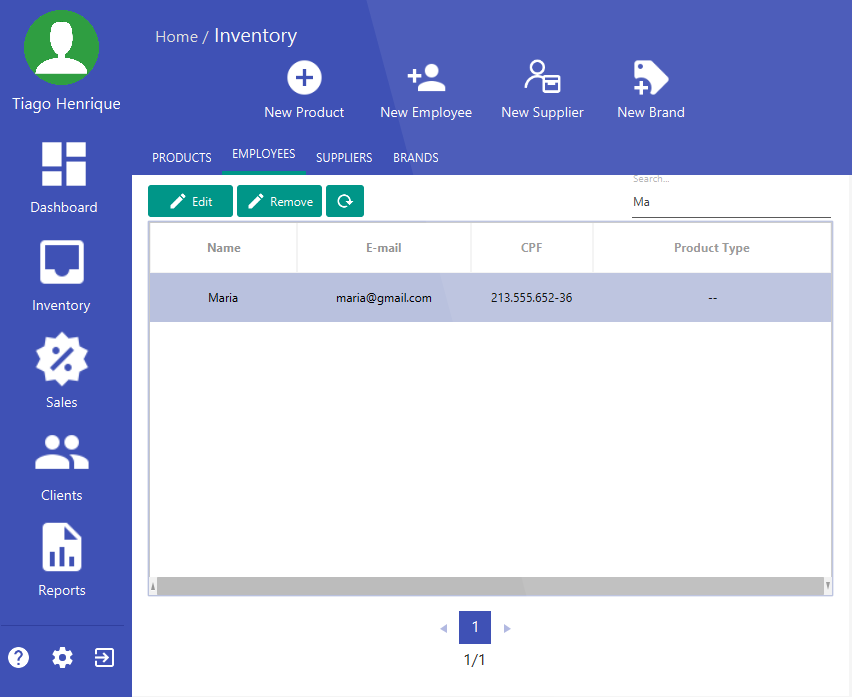 Tiago Henrique
Dashboard
Inventory
Sales
Clients
Reports
Home / Inventory
New Product New Employee New Supplier New Brand
PRODUCTS EMPLOYEES SUPPLIERS BRANDS
Search...
Edit Remove Ma
Name E-mail CPF Product Type
Maria maria@gmail.com 213.555.652-36 --
1
1/1